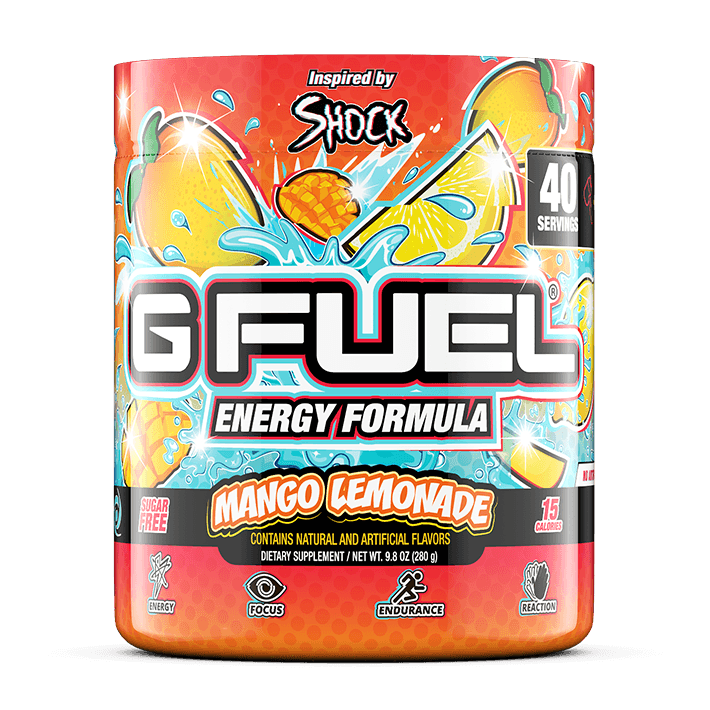 Inspired by
SHOCK
40
SERVINGS
G FUEL®
ENERGY FORMULA
MANGO LEMONADE
SUGAR
FREE
15
CALORIES
CONTAINS NATURAL AND ARTIFICIAL FLAVORS
DIETARY SUPPLEMENT / NET WT. 9.8 OZ (280 g)
ENERGY
FOCUS
ENDURANCE
REACTION